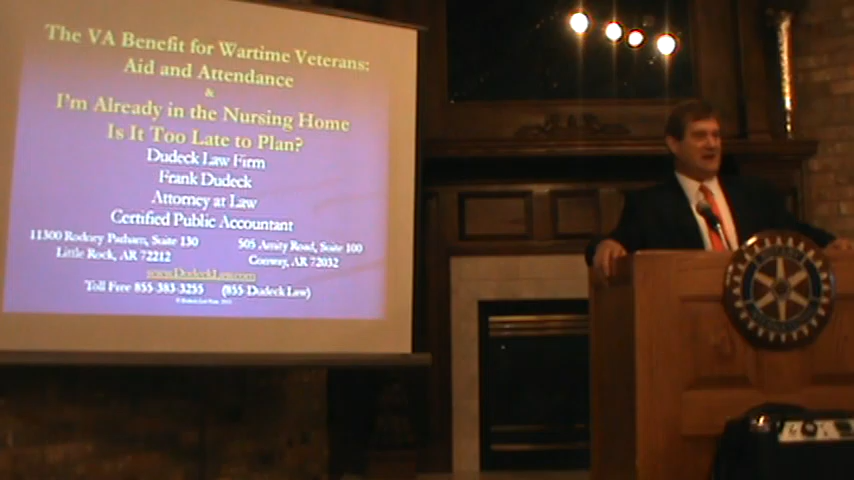 The VA Benefit for Wartime Veterans:
Aid and Attendance
&
I'm Already in the Nursing Home
Is It Too Late to Plan?
Dudeck Law Firm
Frank Dudeck
Attorney at Law
Certified Public Accountant
11300 Rodney Parham, Suite 130
Little Rock, AR 72212
505 Amity Road, Suite 100
Conway, AR 72032
www.DudeckLaw.com
Toll Free 855-383-3255 (855 Dudeck Law)